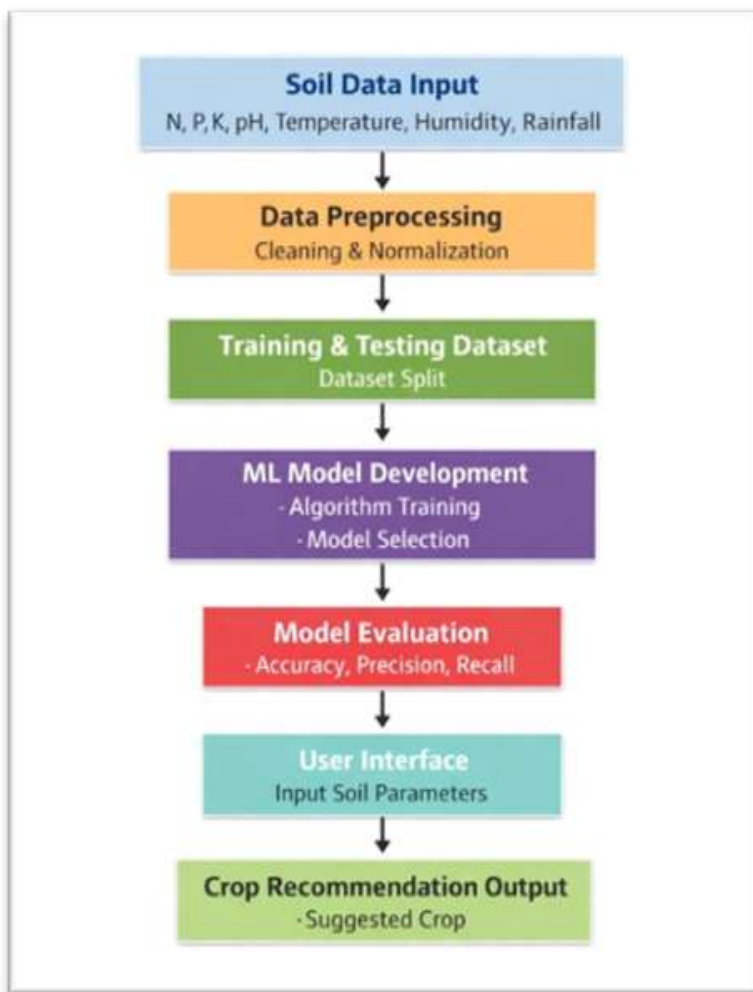 Soil Data Input
N, P, K, pH, Temperature, Humidity, Rainfall
Data Preprocessing
Cleaning & Normalization
Training & Testing Dataset
Dataset Split
ML Model Development
· Algorithm Training
· Model Selection
Model Evaluation
· Accuracy, Precision, Recall
User Interface
Input Soil Parameters
Crop Recommendation Output
· Suggested Crop